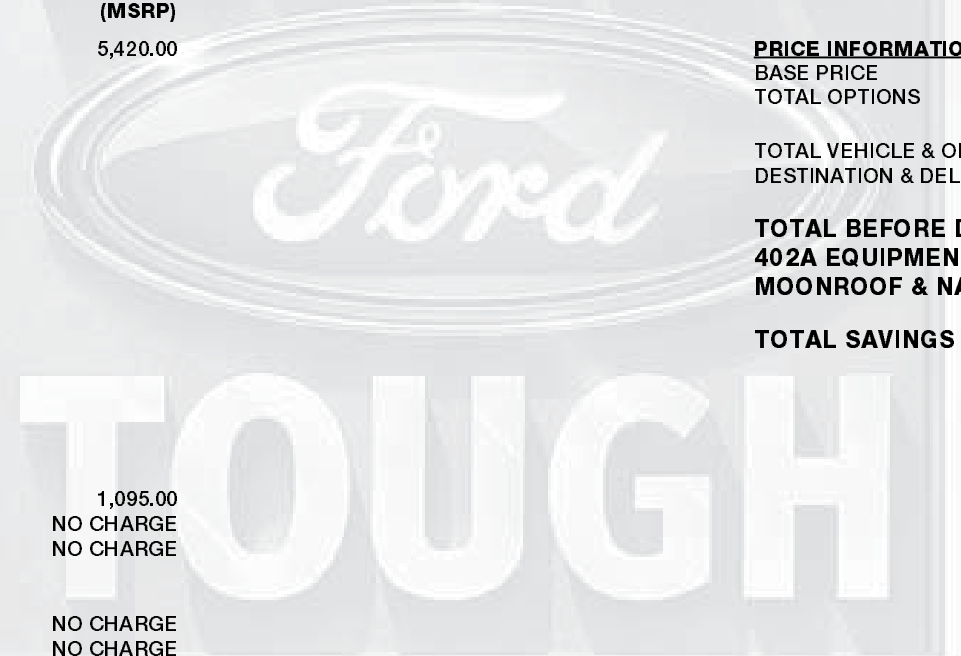 (MSRP)
5,420.00
1,095.00
NO CHARGE
NO CHARGE
NO CHARGE
NO CHARGE
Ford
TOUGH
PRICE INFORMATIO
BASE PRICE
TOTAL OPTIONS
TOTAL VEHICLE & O
DESTINATION & DEL
TOTAL BEFORE D
402A EQUIPMEN
MOONROOF & NA
TOTAL SAVINGS